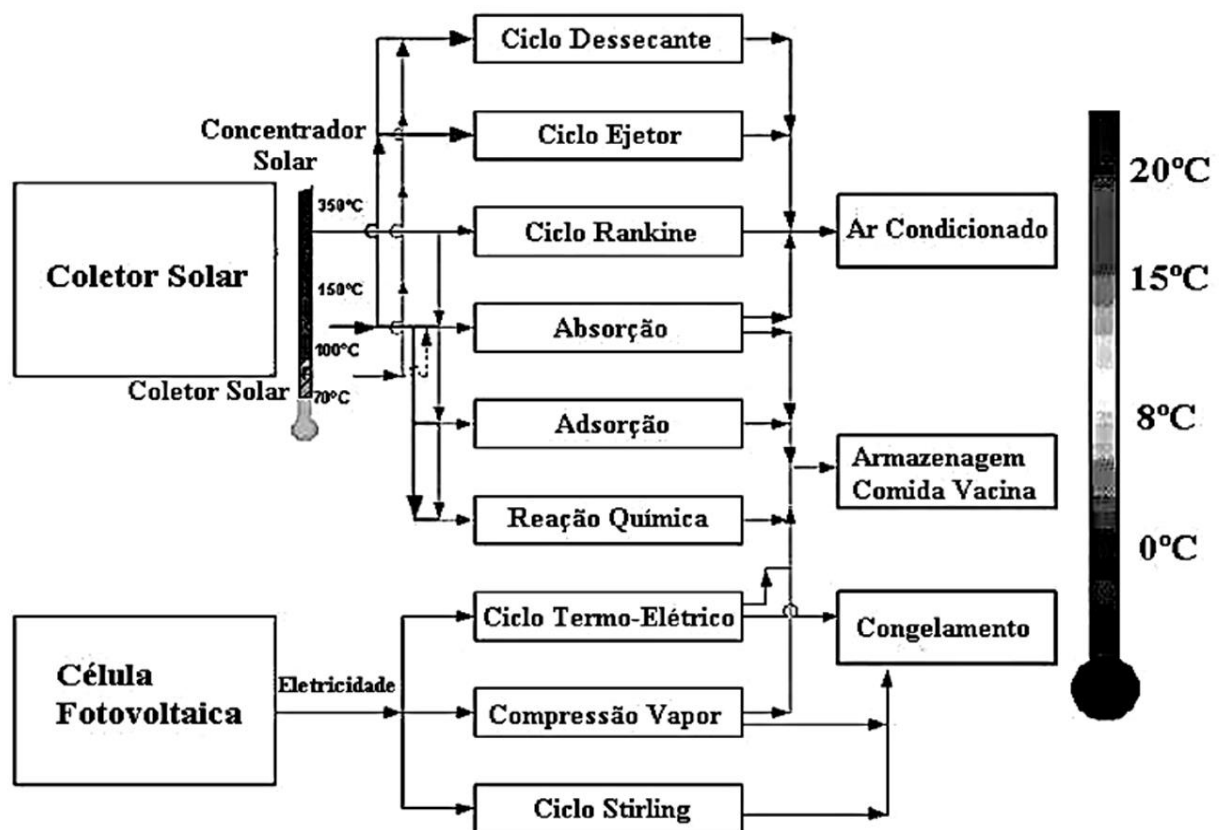 Ciclo Dessecante
Concentrador
Solar
Ciclo Ejetor
20ºC
350ºC
Coletor Solar
Ciclo Rankine
Ar Condicionado
150ºC
15ºC
Absorção
100ºC
Coletor Solar
70ºC
Adsorção
8ºC
Armazenagem
Comida Vacina
Reação Química
0ºC
Ciclo Termo-Elétrico
Congelamento
Célula
Fotovoltaica
Eletricidade
Compressão Vapor
Ciclo Stirling